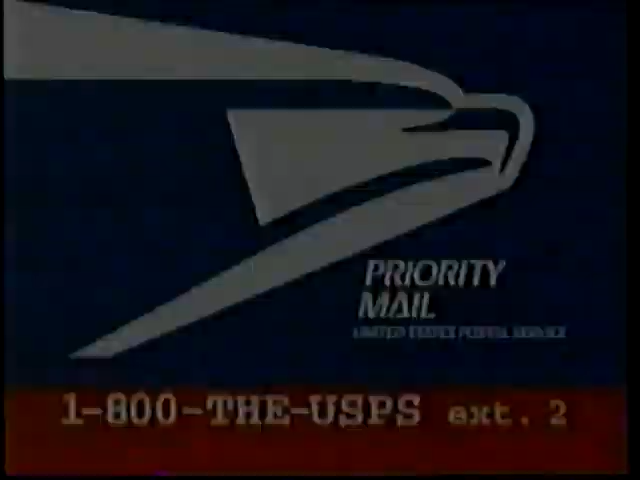 PRIORITY
MAIL
UNITED STATES POSTAL SERVICE
1-800-THE-USPS ext. 2